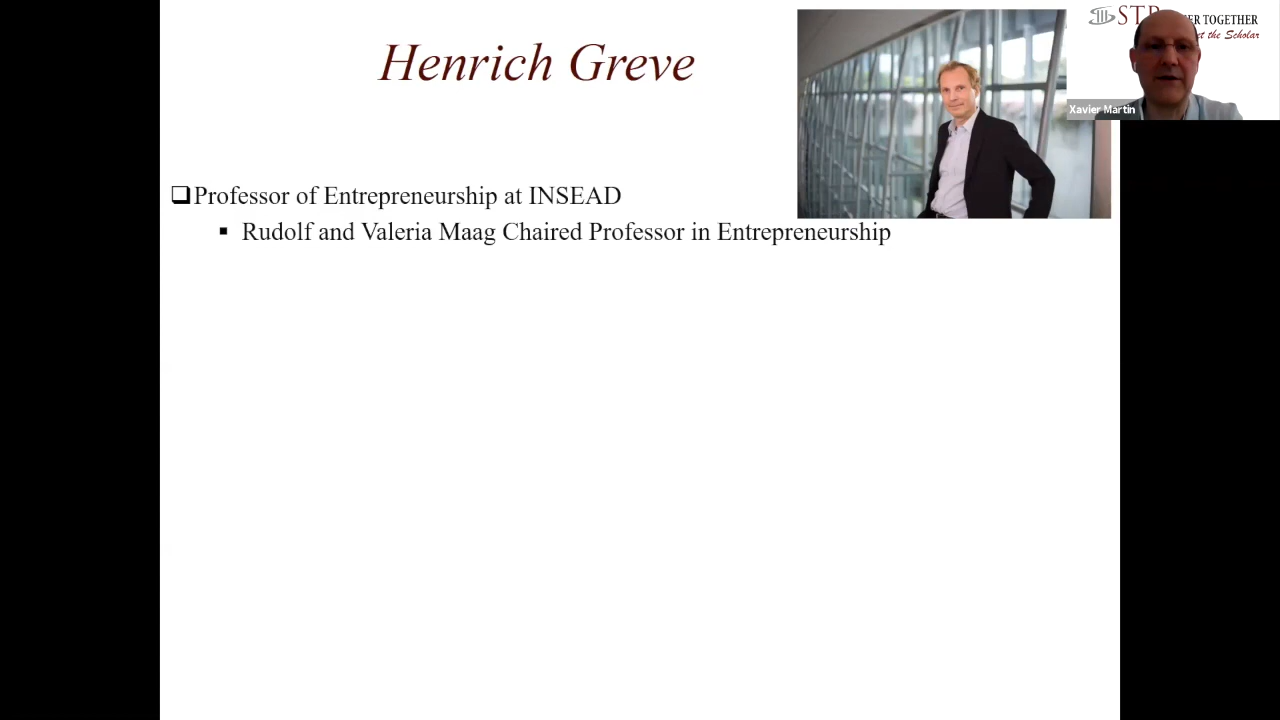 Henrich Greve
STR
TOGETHER
the Scholar
Xavier Martin
❑Professor of Entrepreneurship at INSEAD
▪ Rudolf and Valeria Maag Chaired Professor in Entrepreneurship